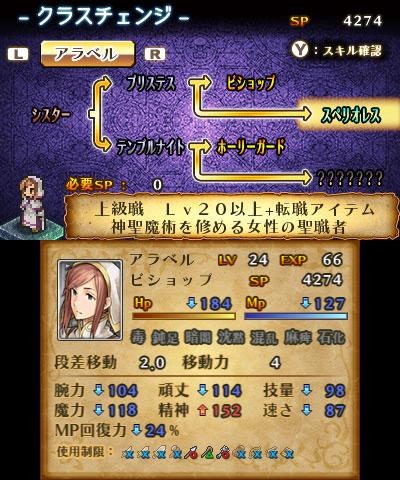 - クラスチェンジ -
SP 4274
L アラベル R
Y：スキル確認
プリステス ビショップ
シスター スペリオレス
テンプルナイト ホーリーガード
???????
必要SP : 0
上級職 Lv20以上+転職アイテム
神聖魔術を修める女性の聖職者
アラベル LV 24 EXP 66
ビショップ SP 4274
Hp ↓184 Mp ↓127
毒 鈍足 暗闇 沈黙 混乱 麻痺 石化
段差移動 2.0 移動力 4
腕力 ↓104 頑丈 ↓114 技量 ↓98
魔力 ↓118 精神 ↑152 速さ ↓87
MP回復力 ↓24%
使用制限：